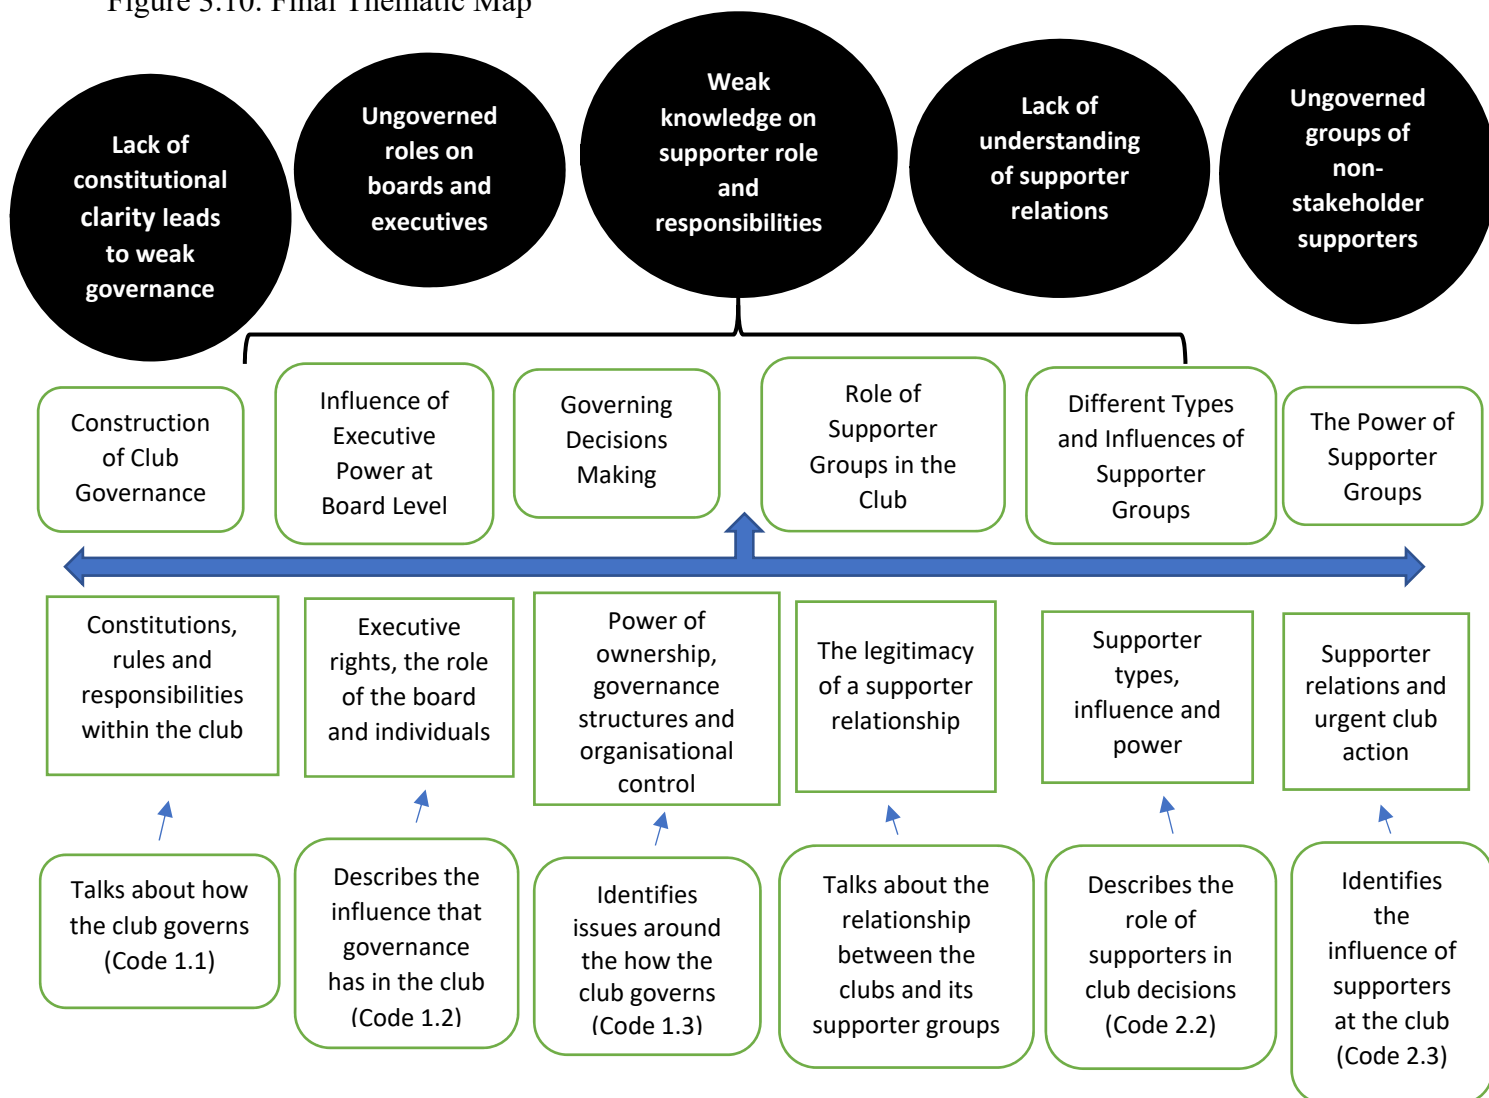 Figure 3.10: Final Thematic Map
Lack of
constitutional
clarity leads
to weak
governance
Ungoverned
roles on
boards and
executives
Weak
knowledge on
supporter role
and
responsibilities
Lack of
understanding
of supporter
relations
Ungoverned
groups of
non-
stakeholder
supporters
Construction
of Club
Governance
Influence of
Executive
Power at
Board Level
Governing
Decisions
Making
Role of
Supporter
Groups in the
Club
Different Types
and Influences of
Supporter
Groups
The Power of
Supporter
Groups
Constitutions,
rules and
responsibilities
within the club
Executive
rights, the role
of the board
and individuals
Power of
ownership,
governance
structures and
organisational
control
The legitimacy
of a supporter
relationship
Supporter
types,
influence and
power
Supporter
relations and
urgent club
action
Talks about how
the club governs
(Code 1.1)
Describes the
influence that
governance
has in the club
(Code 1.2)
Identifies
issues around
the how the
club governs
(Code 1.3)
Talks about the
relationship
between the
clubs and its
supporter groups
Describes the
role of
supporters in
club decisions
(Code 2.2)
Identifies
the
influence of
supporters
at the club
(Code 2.3)